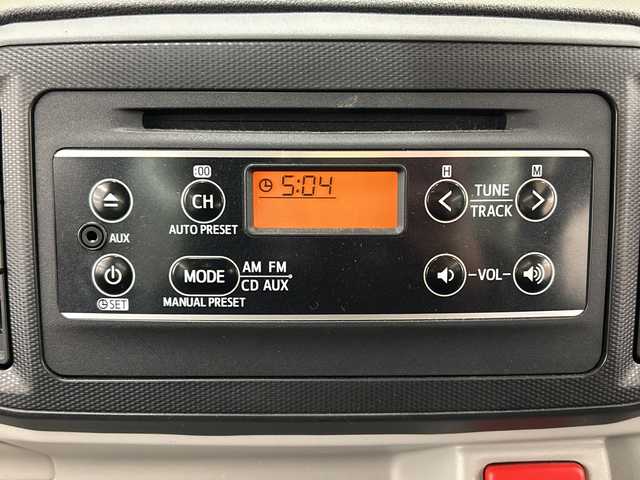 :00
CH
AUTO PRESET
5:04
H
M
TUNE
TRACK
AUX
SET
MODE
AM FM
CD AUX
MANUAL PRESET
VOL